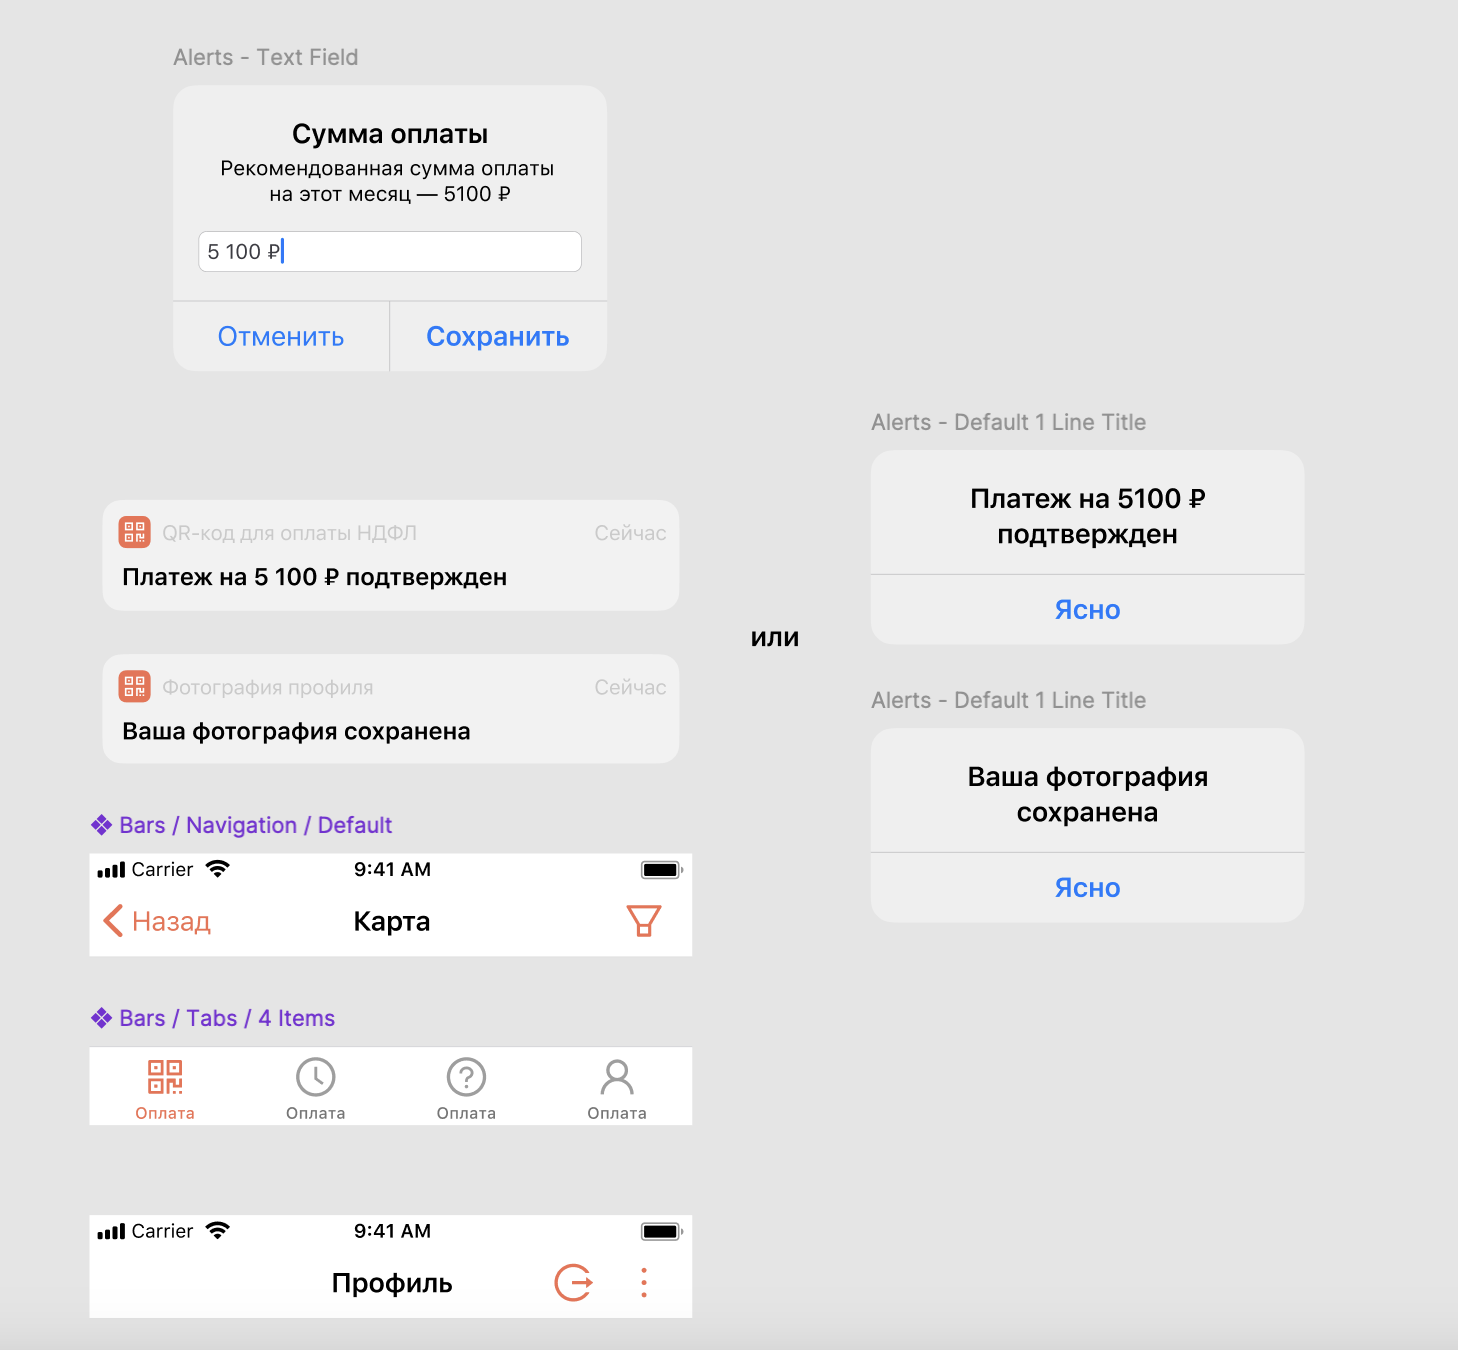 Alerts - Text Field
Сумма оплаты
Рекомендованная сумма оплаты
на этот месяц — 5100 ₽
5 100 ₽
Отменить
Сохранить
QR-код для оплаты НДФЛ
Сейчас
Платеж на 5 100 ₽ подтвержден
Фотография профиля
Сейчас
Ваша фотография сохранена
или
Alerts - Default 1 Line Title
Платеж на 5100 ₽
подтвержден
Ясно
Alerts - Default 1 Line Title
Ваша фотография
сохранена
Ясно
Bars / Navigation / Default
Carrier
9:41 AM
Назад
Карта
Bars / Tabs / 4 Items
Оплата
Оплата
Оплата
Оплата
Carrier
9:41 AM
Профиль